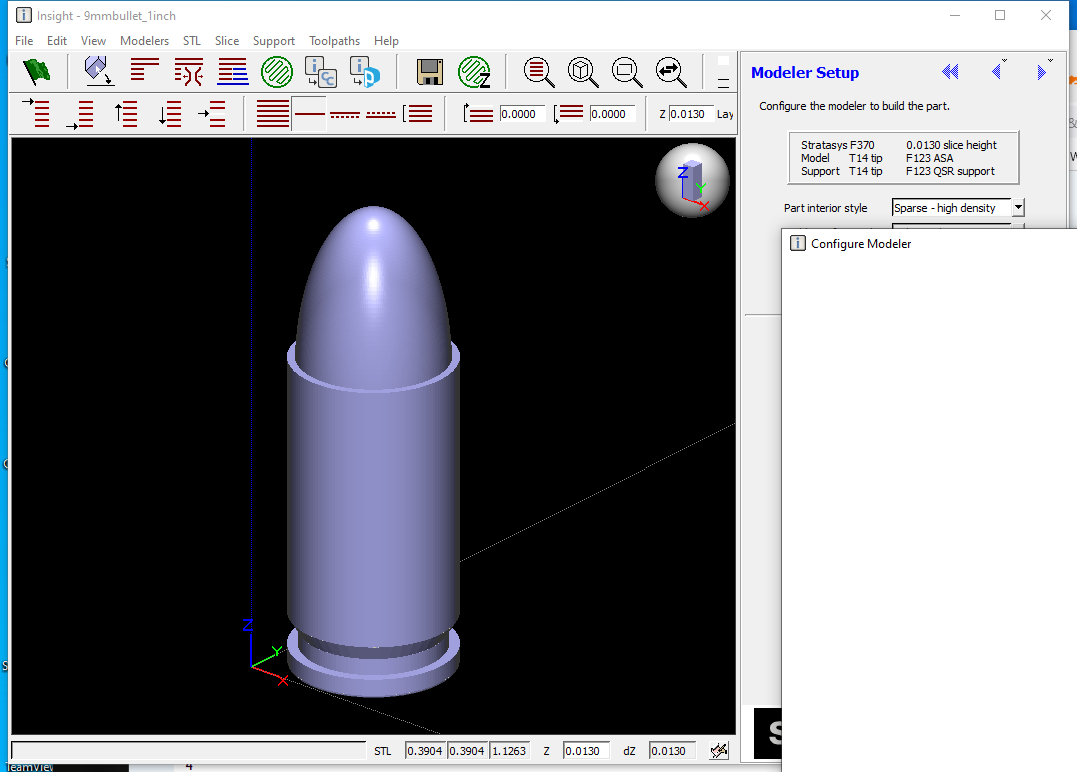 Insight - 9mmbullet_1inch
File Edit View Modelers STL Slice Support Toolpaths Help
0.0000 0.0000 Z 0.0130 Lay
Modeler Setup
Configure the modeler to build the part.
Stratasys F370 0.0130 slice height
Model T14 tip F123 ASA
Support T14 tip F123 QSR support
Part interior style Sparse - high density
Configure Modeler
Z
Y
X
Z
Y
X
S
STL 0.3904 0.3904 1.1263 Z 0.0130 dZ 0.0130
TeamView
4